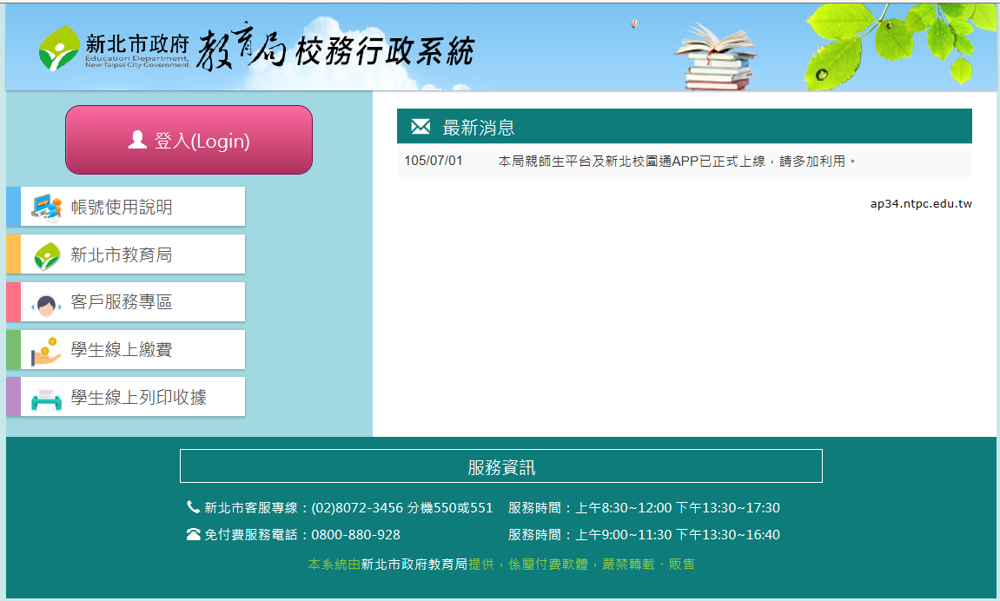 新北市政府
Education Department,
New Taipei City Government
教育局 校務行政系統
登入(Login)
帳號使用說明
新北市教育局
客戶服務專區
學生線上繳費
學生線上列印收據
最新消息
105/07/01 本局親師生平台及新北校園通APP已正式上線，請多加利用。
ap34.ntpc.edu.tw
服務資訊
新北市客服專線：(02)8072-3456 分機550或551 服務時間：上午8:30~12:00 下午13:30~17:30
免付費服務電話：0800-880-928 服務時間：上午9:00~11:30 下午13:30~16:40
本系統由新北市政府教育局提供，係屬付費軟體，嚴禁轉載、販售